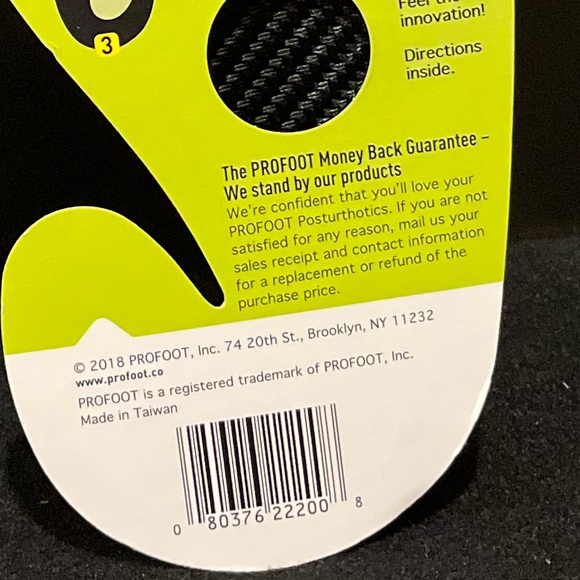 3
Feel the
innovation!
Directions
inside.
The PROFOOT Money Back Guarantee –
We stand by our products
We're confident that you'll love your
PROFOOT Posturthotics. If you are not
satisfied for any reason, mail us your
sales receipt and contact information
for a replacement or refund of the
purchase price.
© 2018 PROFOOT, Inc. 74 20th St., Brooklyn, NY 11232
www.profoot.co
PROFOOT is a registered trademark of PROFOOT, Inc.
Made in Taiwan
0 80376 22200 8